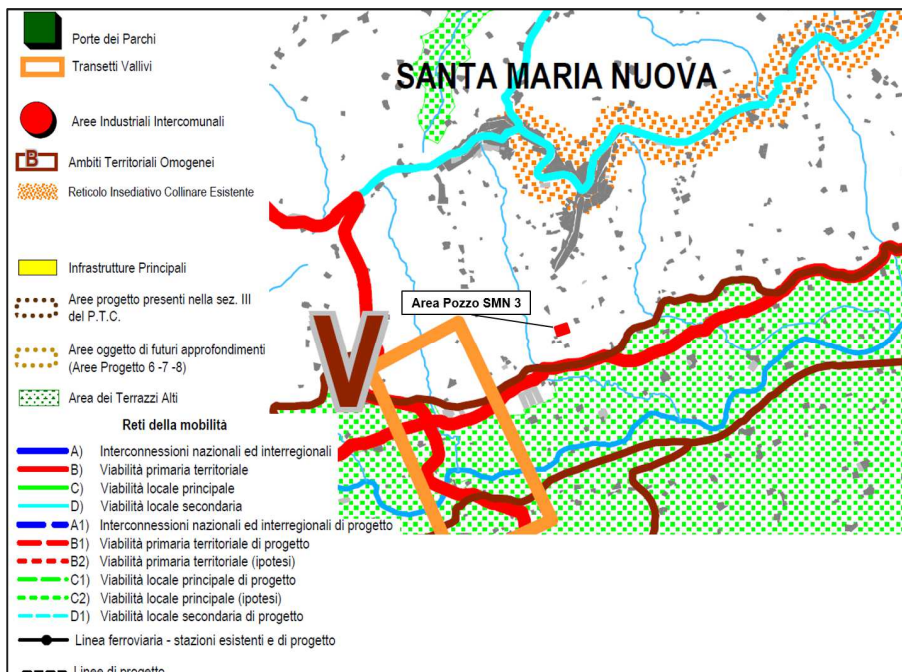 Porte dei Parchi
Transetti Vallivi
Aree Industriali Intercomunali
B
Ambiti Territoriali Omogenei
Reticolo Insediativo Collinare Esistente
Infrastrutture Principali
Aree progetto presenti nella sez. III
del P.T.C.
Aree oggetto di futuri approfondimenti
(Aree Progetto 6 -7 -8)
Area dei Terrazzi Alti
Reti della mobilità
A) Interconnessioni nazionali ed interregionali
B) Viabilità primaria territoriale
C) Viabilità locale principale
D) Viabilità locale secondaria
A1) Interconnessioni nazionali ed interregionali di progetto
B1) Viabilità primaria territoriale di progetto
B2) Viabilità primaria territoriale (ipotesi)
C1) Viabilità locale principale di progetto
C2) Viabilità locale principale (ipotesi)
D1) Viabilità locale secondaria di progetto
Linea ferroviaria - stazioni esistenti e di progetto
Linee di progetto
SANTA MARIA NUOVA
Area Pozzo SMN 3
V